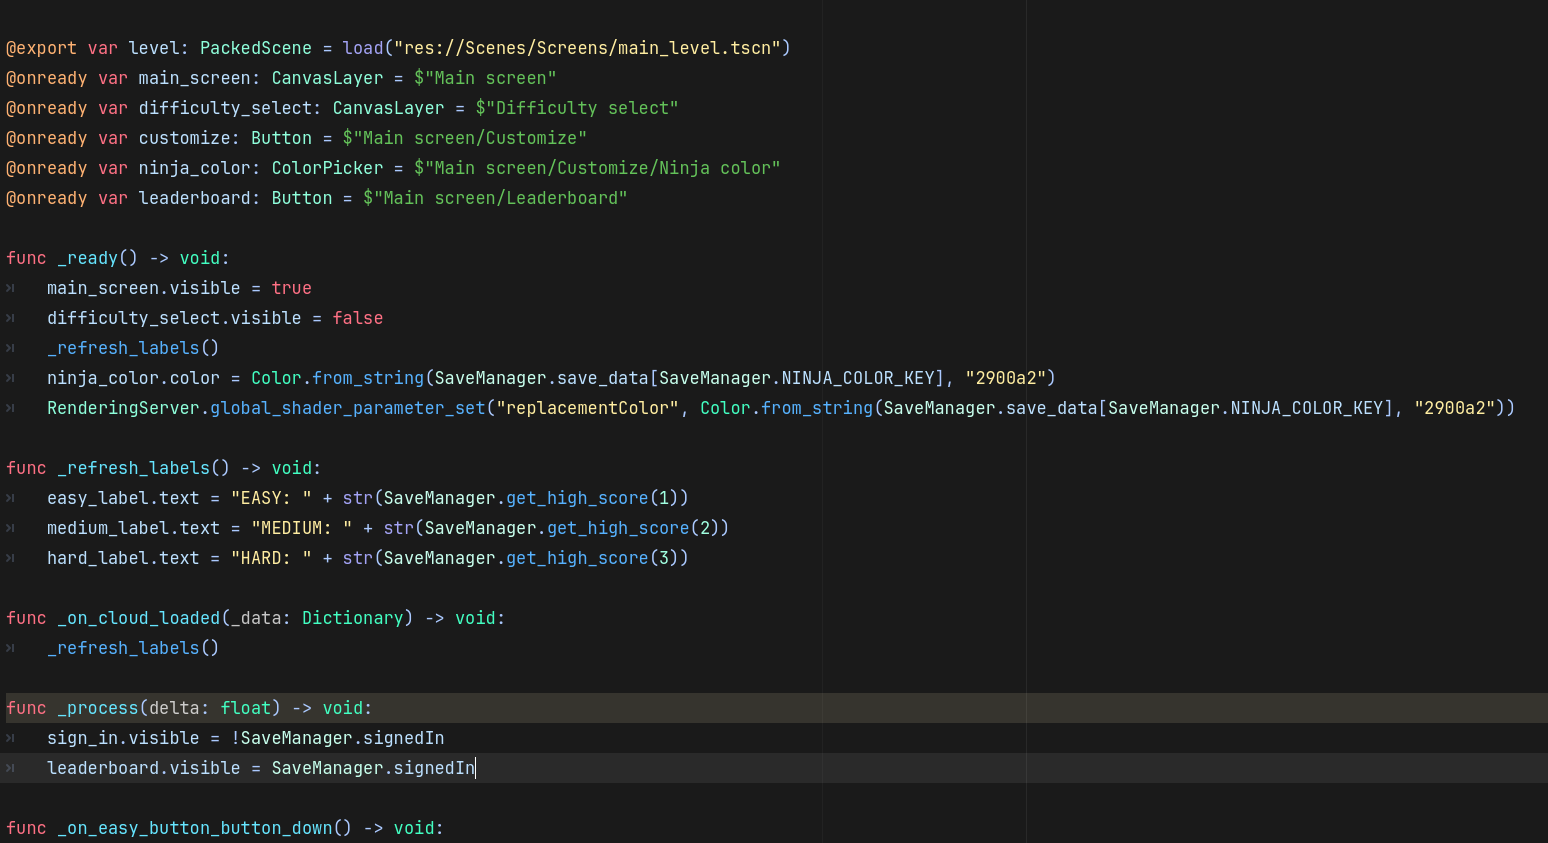 @export var level: PackedScene = load("res://Scenes/Screens/main_level.tscn")
@onready var main_screen: CanvasLayer = $"Main screen"
@onready var difficulty_select: CanvasLayer = $"Difficulty select"
@onready var customize: Button = $"Main screen/Customize"
@onready var ninja_color: ColorPicker = $"Main screen/Customize/Ninja color"
@onready var leaderboard: Button = $"Main screen/Leaderboard"

func _ready() -> void:
	main_screen.visible = true
	difficulty_select.visible = false
	_refresh_labels()
	ninja_color.color = Color.from_string(SaveManager.save_data[SaveManager.NINJA_COLOR_KEY], "2900a2")
	RenderingServer.global_shader_parameter_set("replacementColor", Color.from_string(SaveManager.save_data[SaveManager.NINJA_COLOR_KEY], "2900a2"))

func _refresh_labels() -> void:
	easy_label.text = "EASY: " + str(SaveManager.get_high_score(1))
	medium_label.text = "MEDIUM: " + str(SaveManager.get_high_score(2))
	hard_label.text = "HARD: " + str(SaveManager.get_high_score(3))

func _on_cloud_loaded(_data: Dictionary) -> void:
	_refresh_labels()

func _process(delta: float) -> void:
	sign_in.visible = !SaveManager.signedIn
	leaderboard.visible = SaveManager.signedIn

func _on_easy_button_button_down() -> void: